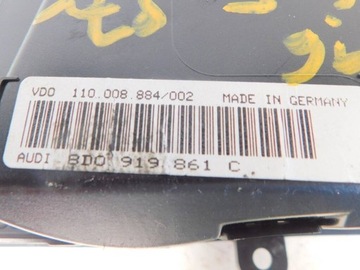 VDO 110.008.884/002 MADE IN GERMANY
AUDI 8D0 919 861 C